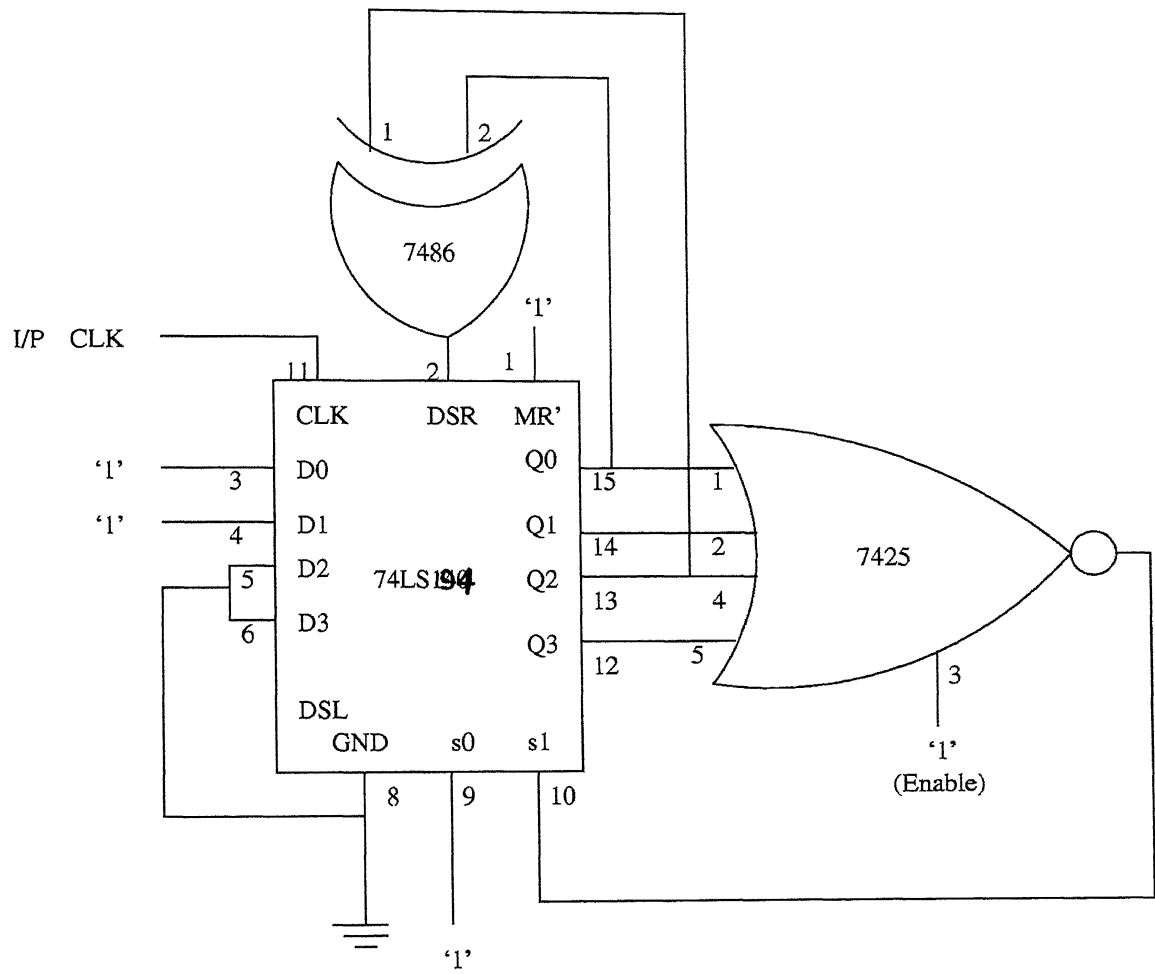 1 2
7486
‘1’
I/P CLK
11 2 1
CLK DSR MR’
‘1’ 3 D0 Q0 15 1
‘1’ 4 D1 Q1 14 2
7425
5 D2 74LS194 Q2 13 4
6 D3 Q3 12 5
3
DSL
‘1’
(Enable)
GND s0 s1
8 9 10
‘1’